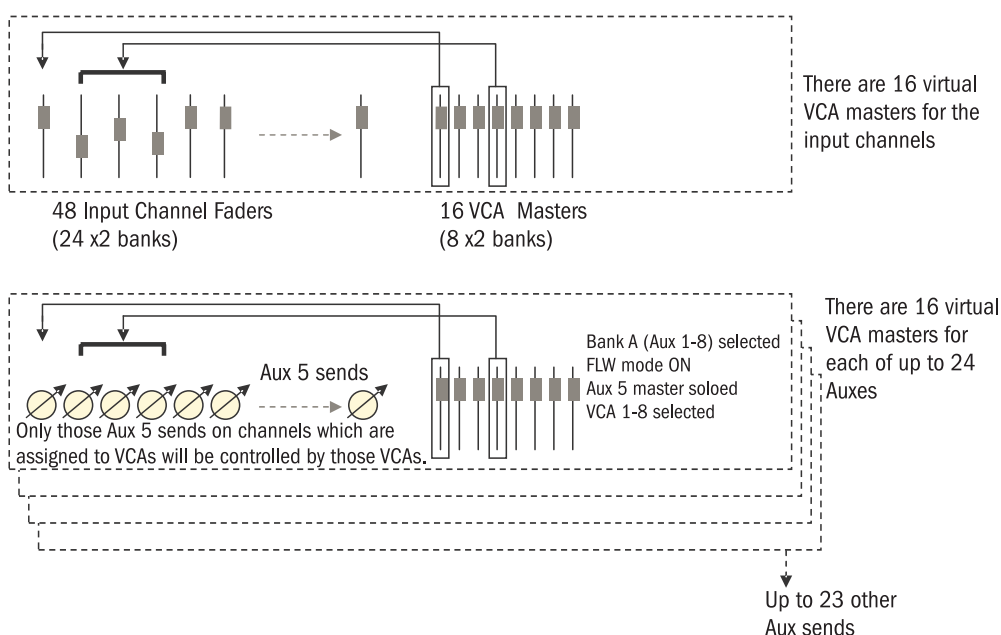 There are 16 virtual
VCA masters for the
input channels
48 Input Channel Faders
(24 x2 banks)
16 VCA Masters
(8 x2 banks)
There are 16 virtual
VCA masters for
each of up to 24
Auxes
Bank A (Aux 1-8) selected
FLW mode ON
Aux 5 master soloed
VCA 1-8 selected
Aux 5 sends
Only those Aux 5 sends on channels which are
assigned to VCAs will be controlled by those VCAs.
Up to 23 other
Aux sends